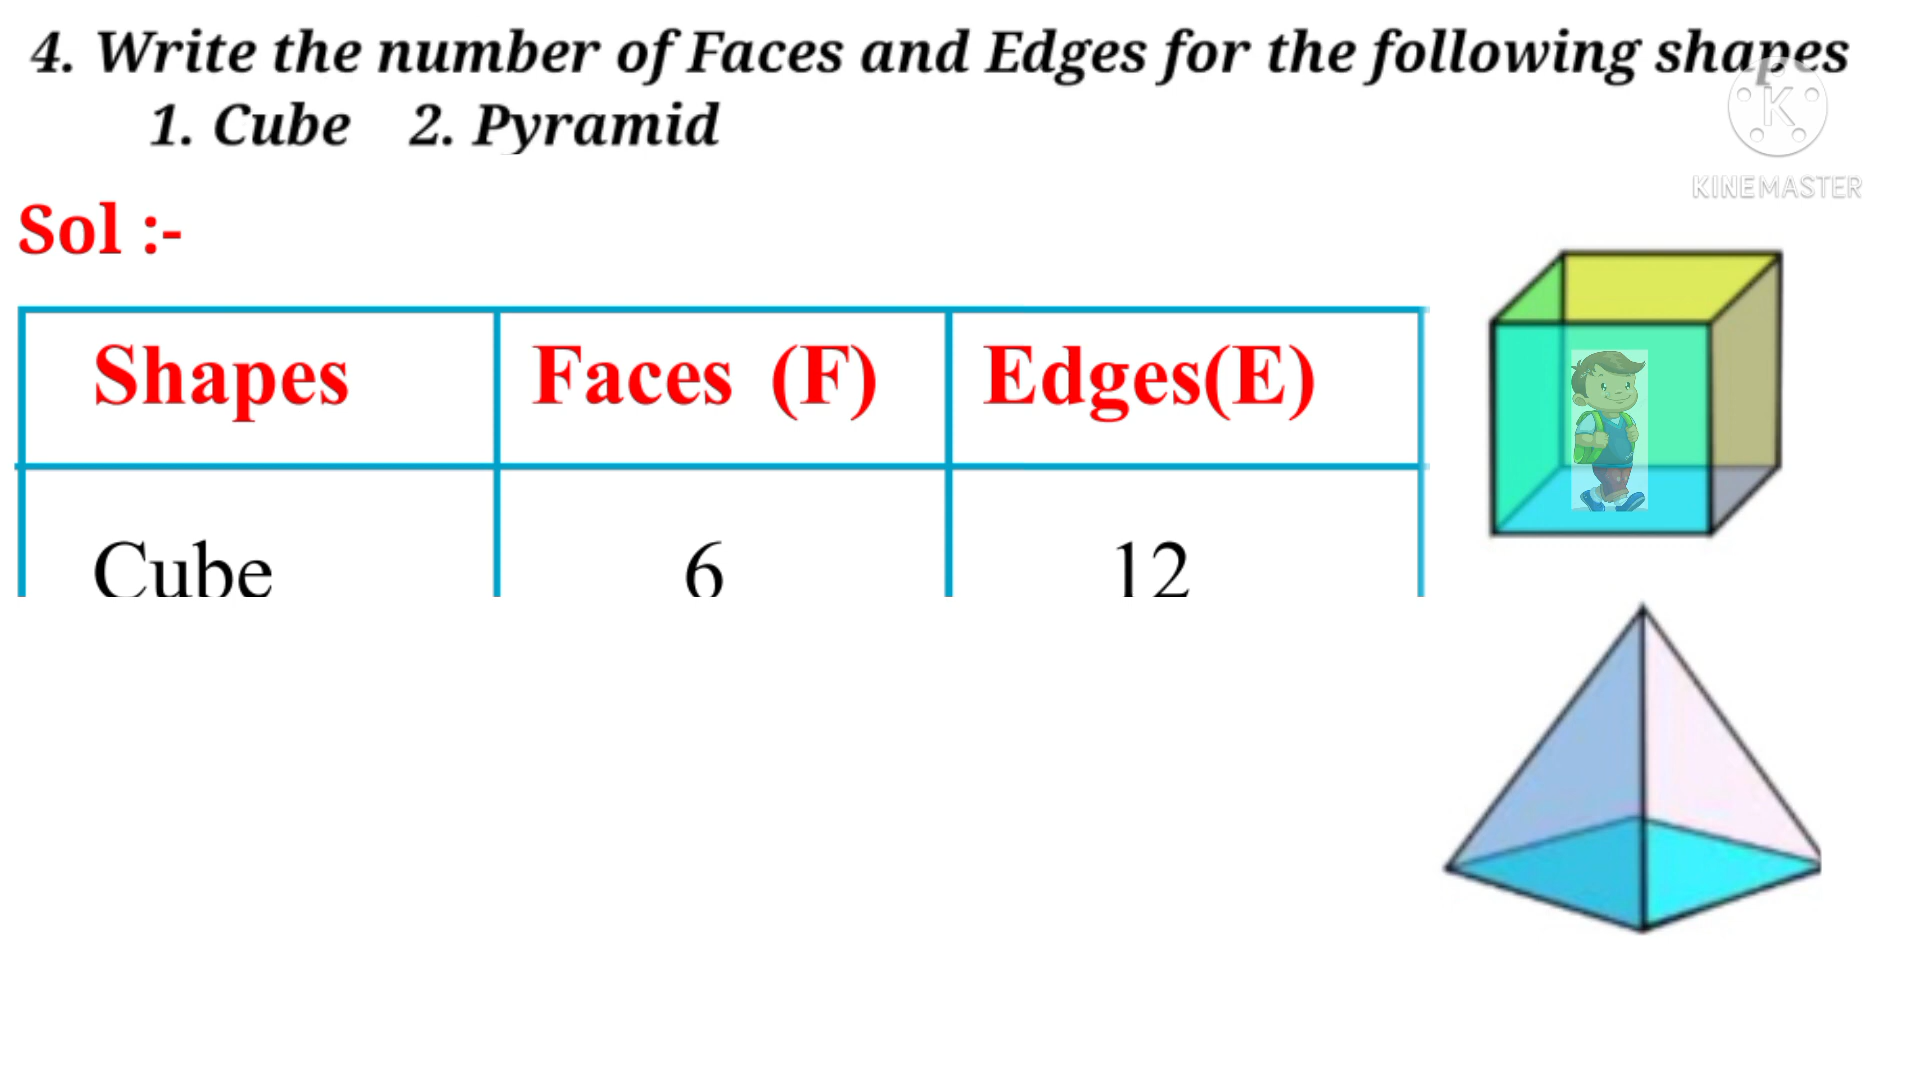 4. Write the number of Faces and Edges for the following shapes
1. Cube 2. Pyramid
K
KINEMASTER
Sol :-
Shapes Faces (F) Edges(E)
Cube 6 12